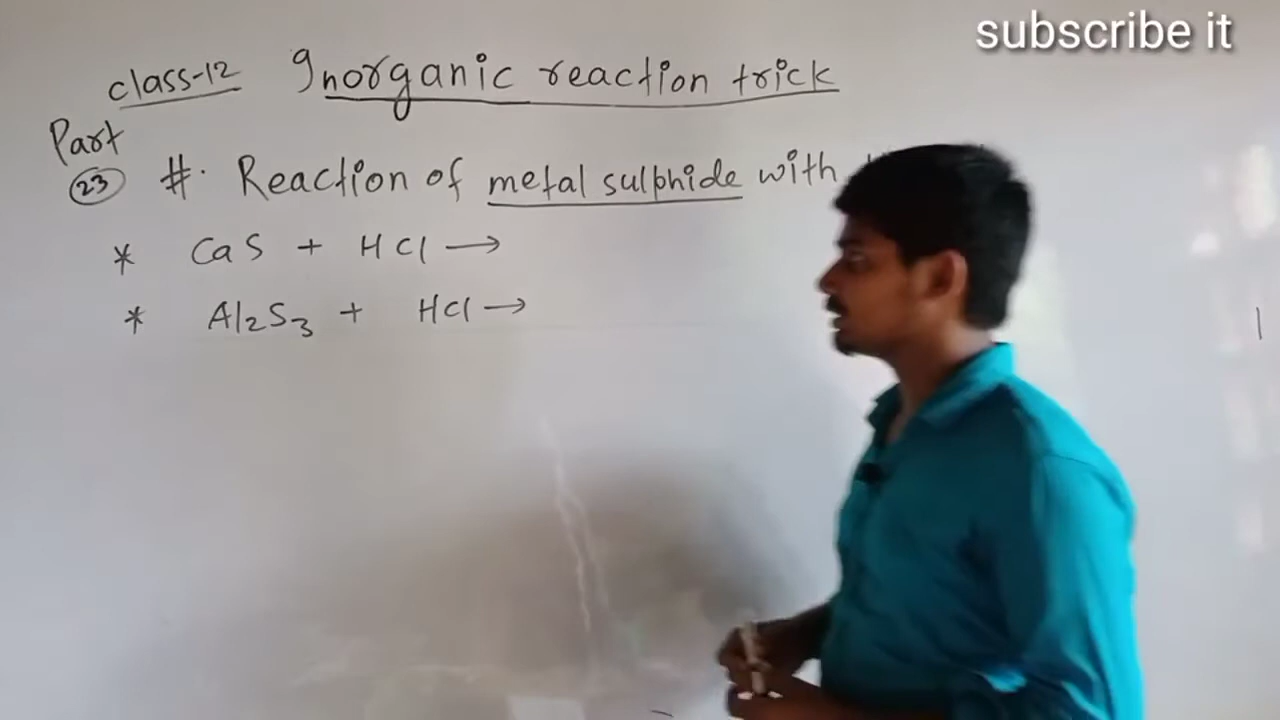 subscribe it
class-12 Inorganic reaction trick
Part
23 #. Reaction of metal sulphide with
* CaS + HCl →
* Al₂S₃ + HCl →